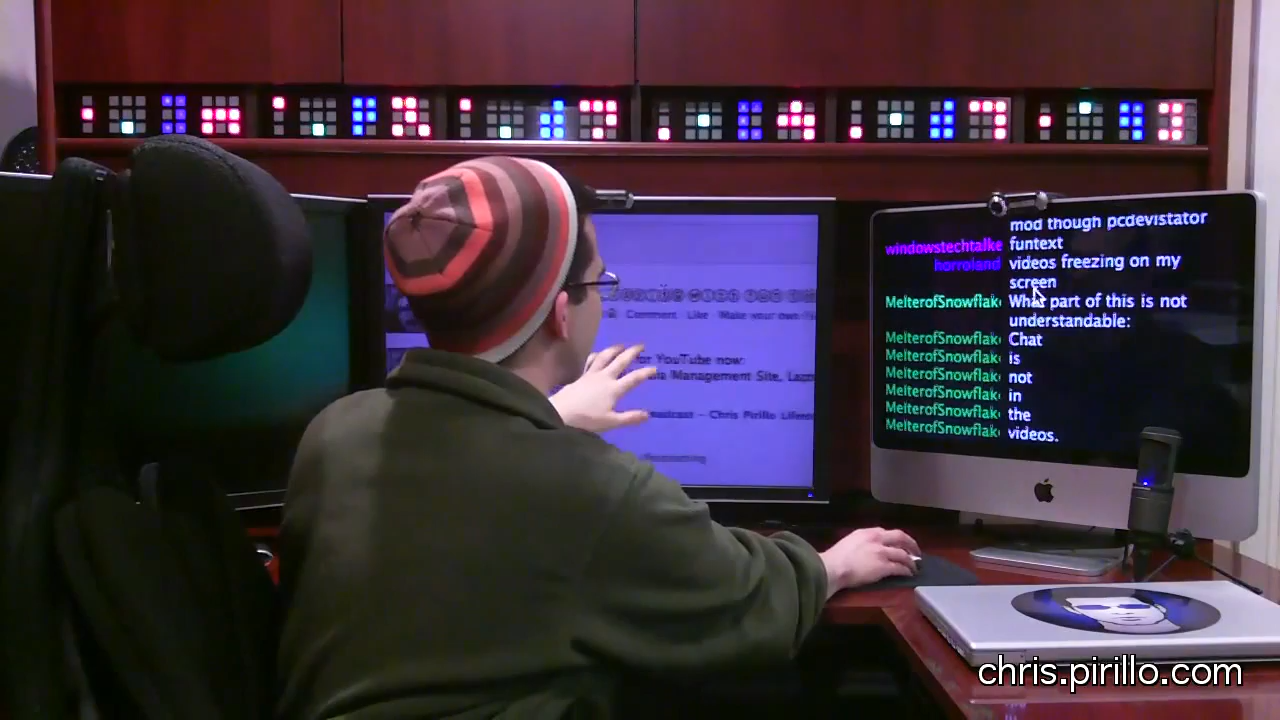 mod though pcdevistator
windowstechtalke funtext
horroland videos freezing on my
screen
MelterofSnowflak What part of this is not
understandable:
MelterofSnowflak Chat
MelterofSnowflak is
MelterofSnowflak not
MelterofSnowflak in
MelterofSnowflak the
MelterofSnowflak videos.
Comment Like Make your own
for YouTube now:
Management Site,
- Chris Pirillo
chris.pirillo.com